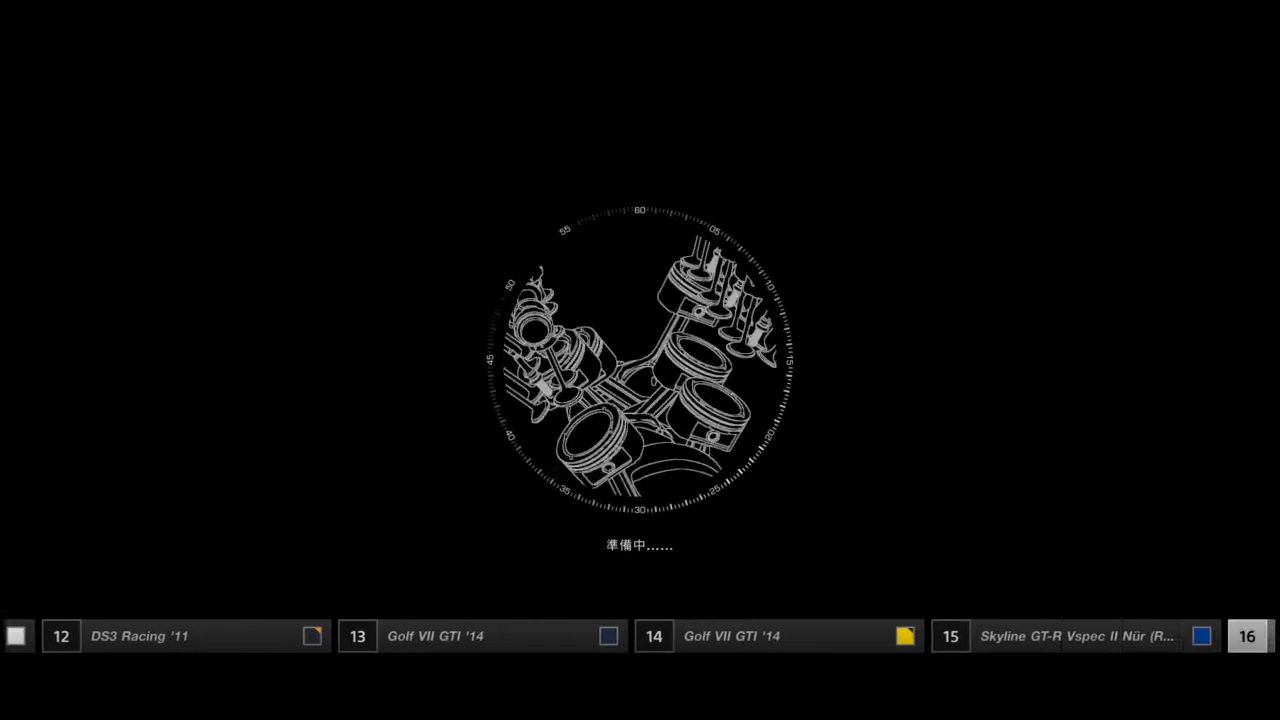 60
55
05
50
10
45
15
40
20
35
25
30
準備中......
12 DS3 Racing '11
13 Golf VII GTI '14
14 Golf VII GTI '14
15 Skyline GT-R Vspec II Nür (R...
16